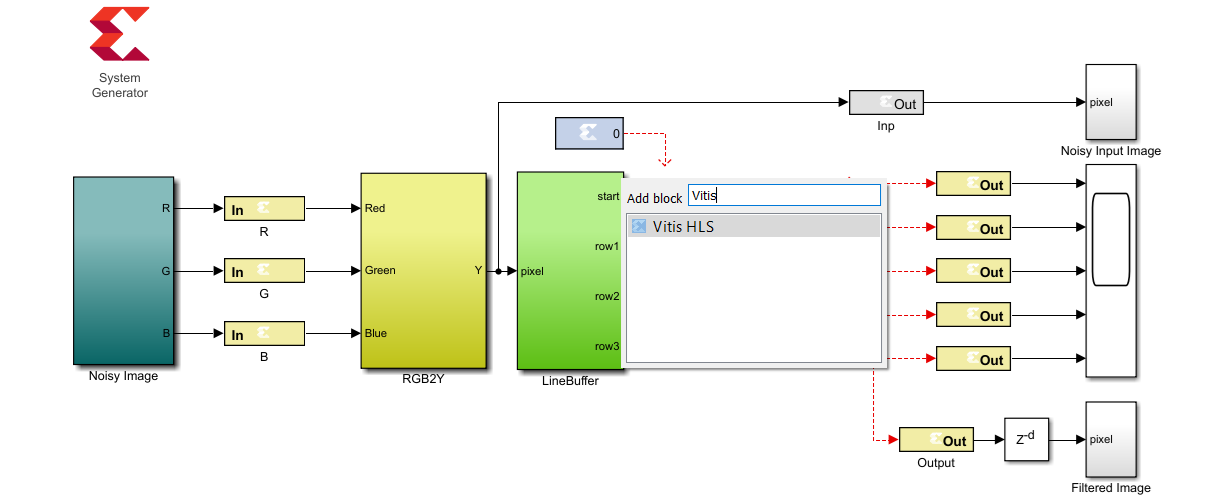 System
Generator
R
G
B
Noisy Image
In
R
In
G
In
B
Red
Green
Blue
Y
RGB2Y
pixel
start
row1
row2
row3
LineBuffer
0
Add block
Vitis
Vitis HLS
Out
Inp
pixel
Noisy Input Image
Out
Out
Out
Out
Out
Out
Output
Z-d
pixel
Filtered Image